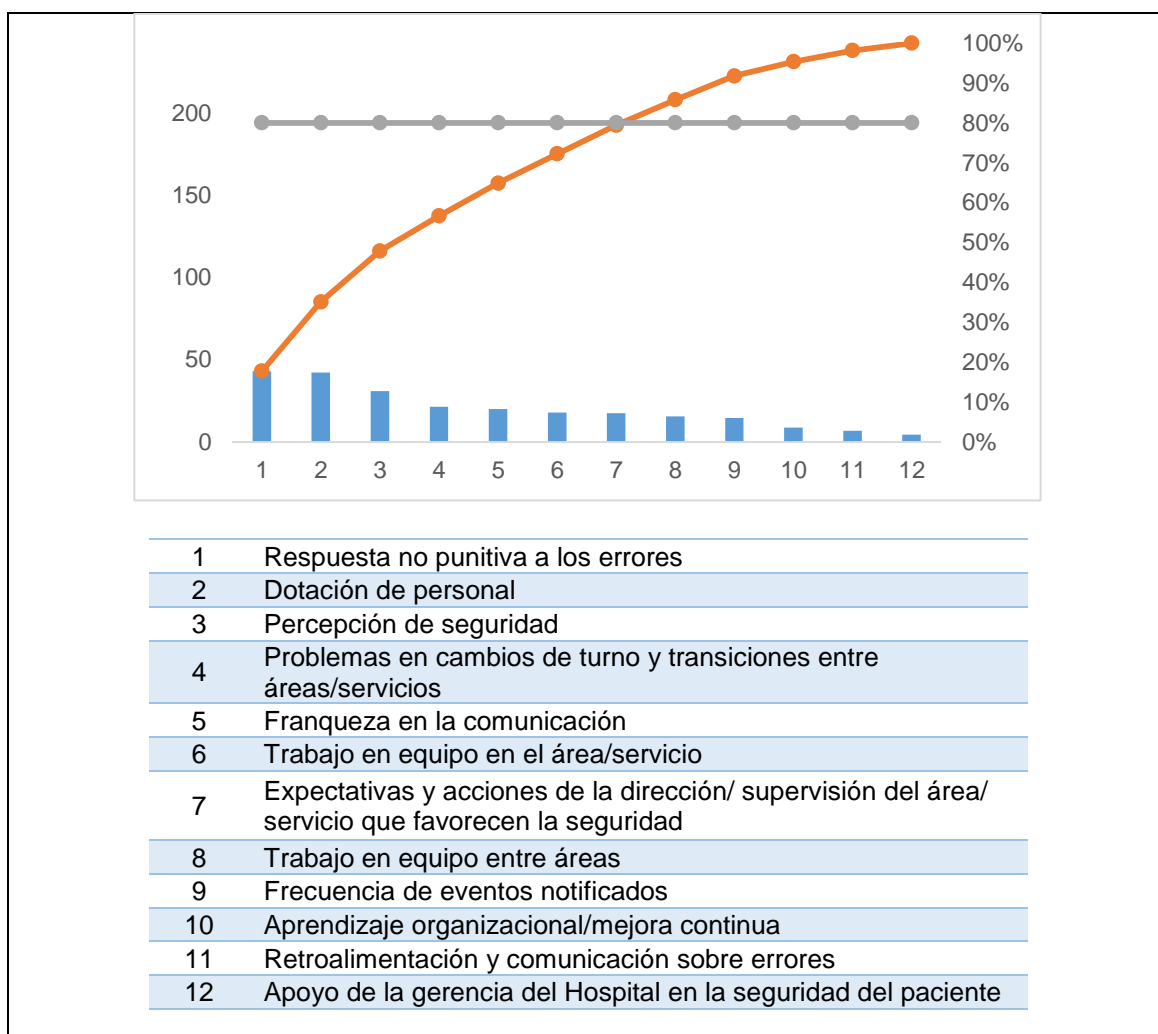 100%
90%
200
80%
70%
150
60%
50%
100
40%
30%
50
20%
10%
0
0%
1 2 3 4 5 6 7 8 9 10 11 12
1 Respuesta no punitiva a los errores
2 Dotación de personal
3 Percepción de seguridad
4 Problemas en cambios de turno y transiciones entre
áreas/servicios
5 Franqueza en la comunicación
6 Trabajo en equipo en el área/servicio
7 Expectativas y acciones de la dirección/ supervisión del área/
servicio que favorecen la seguridad
8 Trabajo en equipo entre áreas
9 Frecuencia de eventos notificados
10 Aprendizaje organizacional/mejora continua
11 Retroalimentación y comunicación sobre errores
12 Apoyo de la gerencia del Hospital en la seguridad del paciente